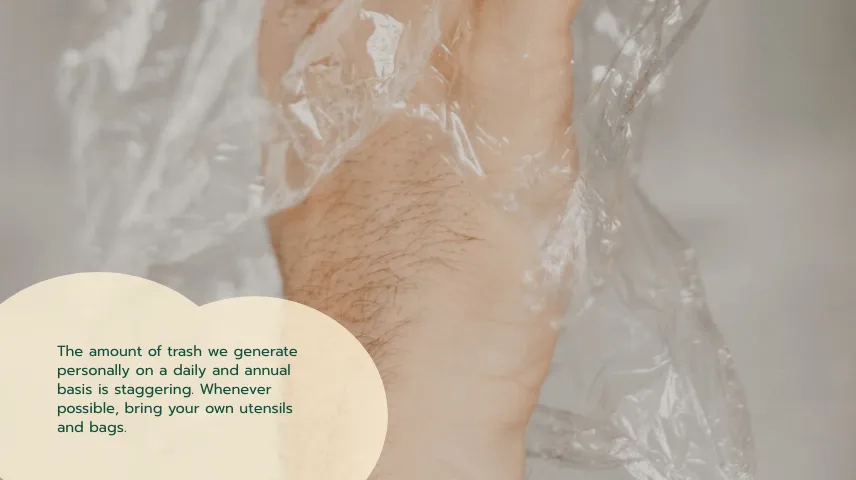 The amount of trash we generate
personally on a daily and annual
basis is staggering. Whenever
possible, bring your own utensils
and bags.